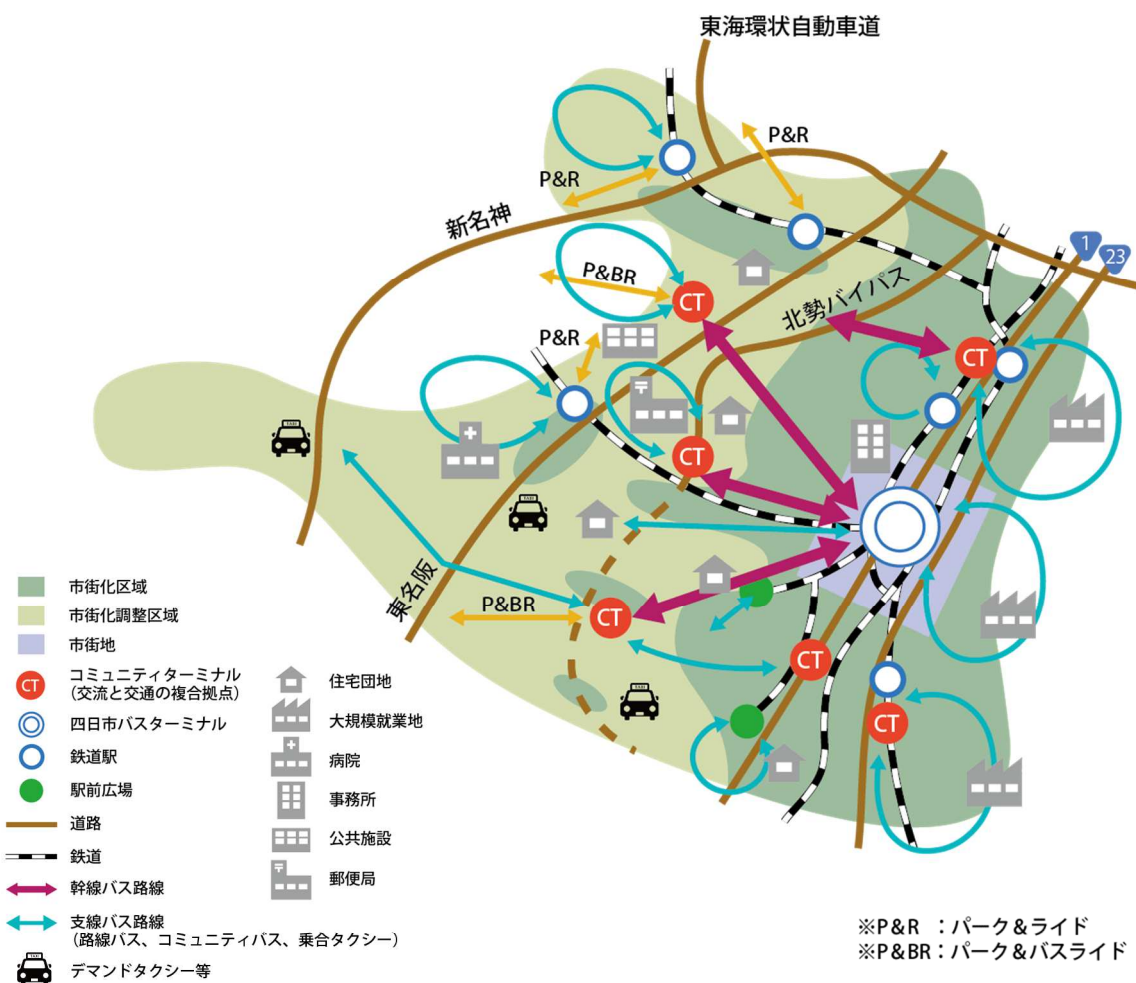 東海環状自動車道
P&R
P&R
新名神
1
23
P&BR
CT
北勢バイパス
P&R
CT
CT
CT
東名阪
P&BR
CT
CT
CT
市街化区域
市街化調整区域
市街地
CT
コミュニティターミナル
(交流と交通の複合拠点)
四日市バスターミナル
鉄道駅
駅前広場
道路
鉄道
幹線バス路線
支線バス路線
(路線バス、コミュニティバス、乗合タクシー)
デマンドタクシー等
住宅団地
大規模就業地
病院
事務所
公共施設
郵便局
※P&R :パーク&ライド
※P&BR:パーク&バスライド